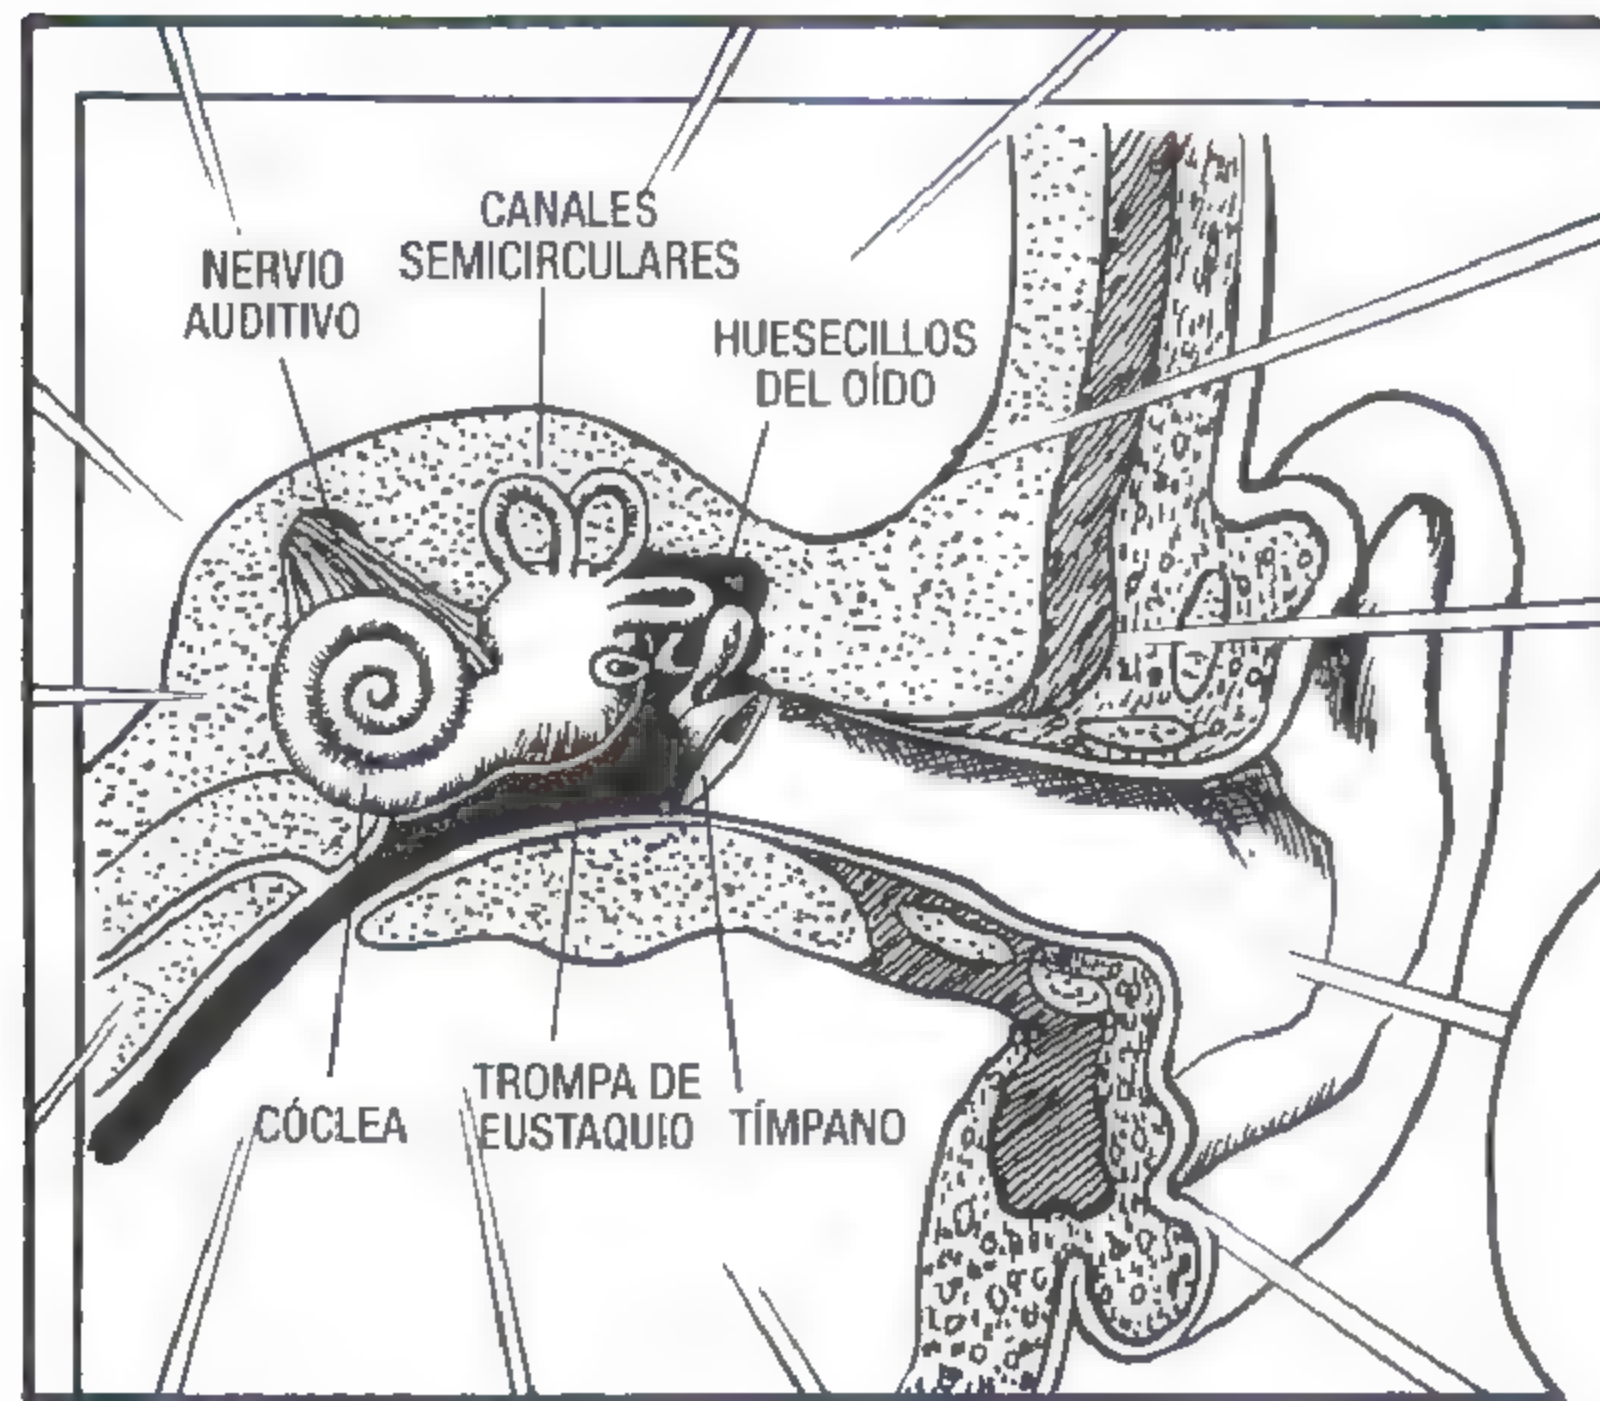 CANALES
SEMICIRCULARES
NERVIO
AUDITIVO
HUESECILLOS
DEL OÍDO
CÓCLEA
TROMPA DE
EUSTAQUIO
TÍMPANO